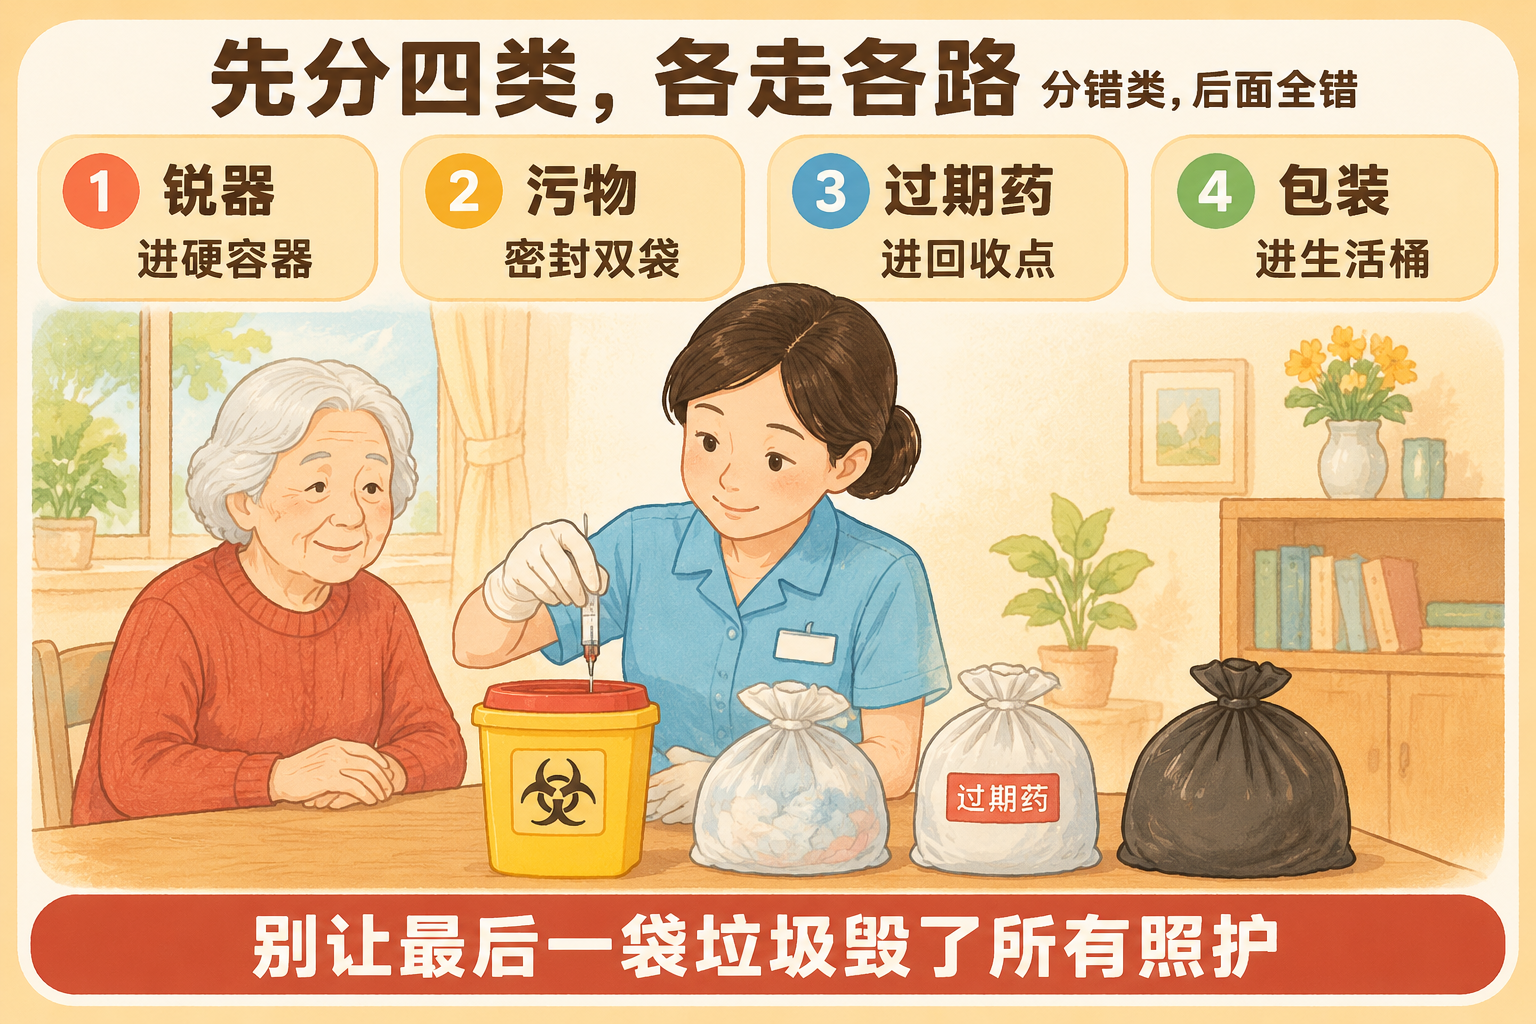 先分四类，各走各路 分错类，后面全错
1 锐器
进硬容器
2 污物
密封双袋
3 过期药
进回收点
4 包装
进生活桶
过期药
别让最后一袋垃圾毁了所有照护